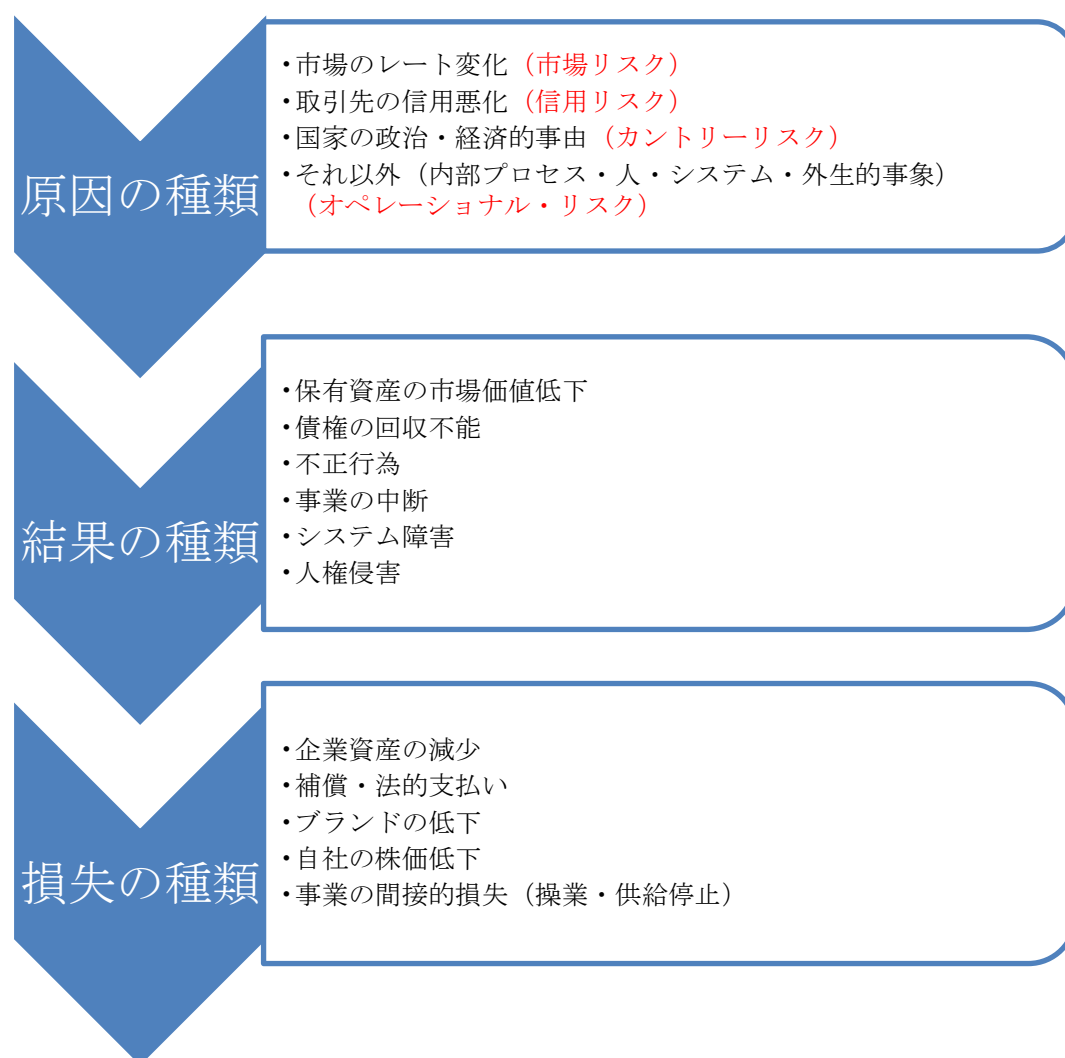 原因の種類
・市場のレート変化（市場リスク）
・取引先の信用悪化（信用リスク）
・国家の政治・経済的事由（カントリーリスク）
・それ以外（内部プロセス・人・システム・外生的事象）
（オペレーショナル・リスク）
結果の種類
・保有資産の市場価値低下
・債権の回収不能
・不正行為
・事業の中断
・システム障害
・人権侵害
損失の種類
・企業資産の減少
・補償・法的支払い
・ブランドの低下
・自社の株価低下
・事業の間接的損失（操業・供給停止）